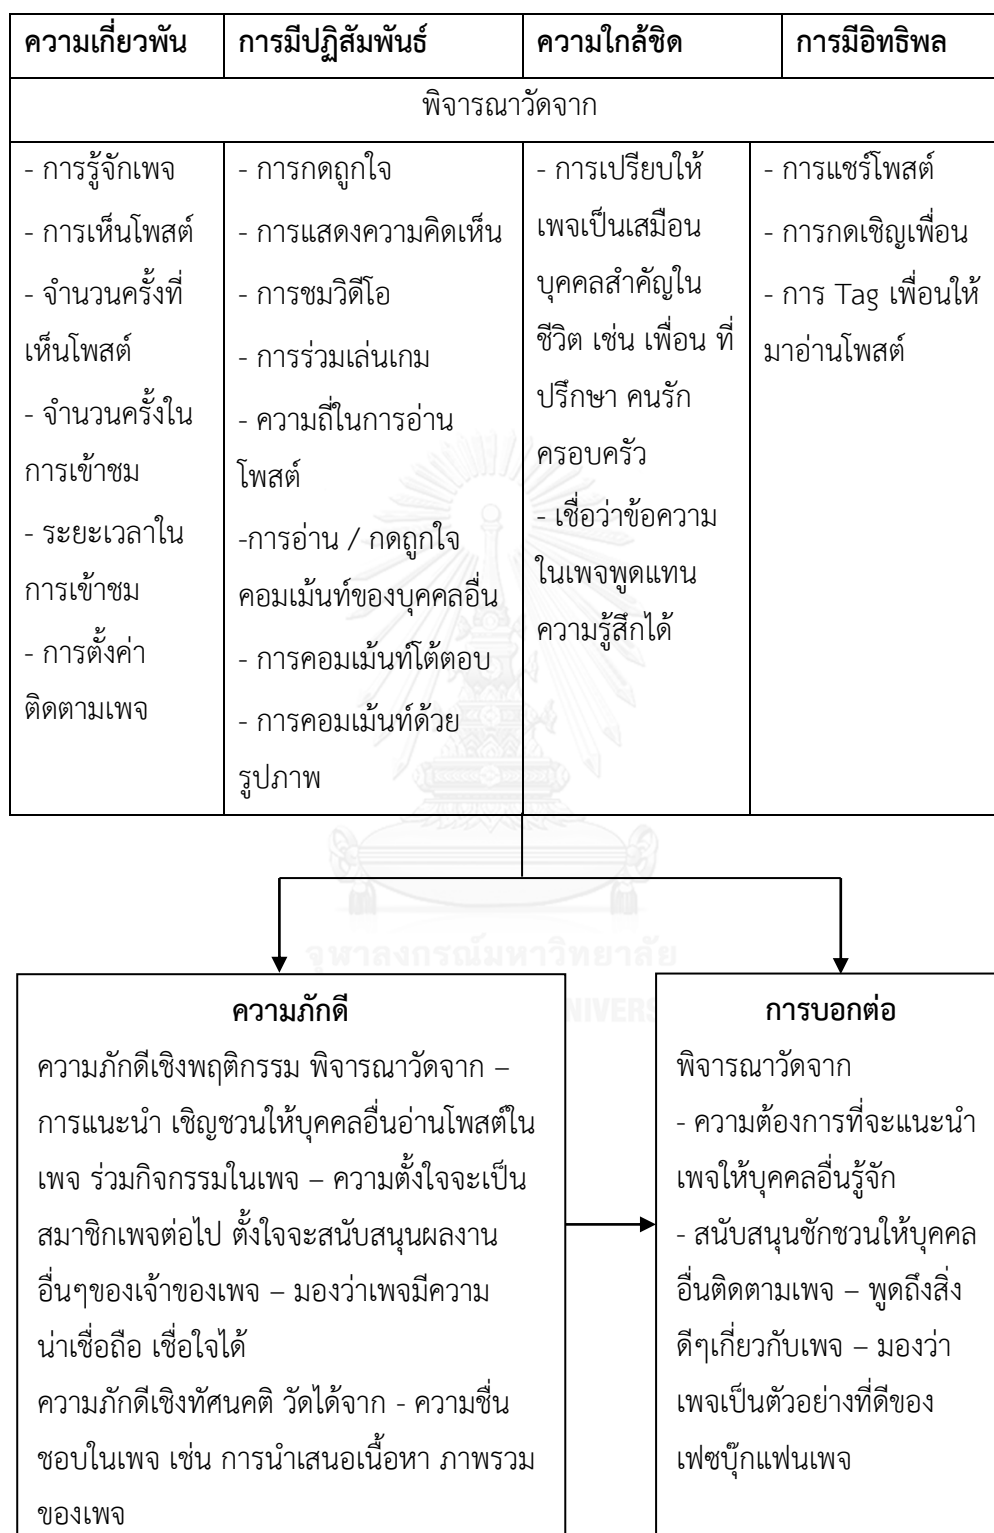 ความเกี่ยวพัน
การมีปฏิสัมพันธ์
ความใกล้ชิด
การมีอิทธิพล
พิจารณาวัดจาก
- การรู้จักเพจ
- การเห็นโพสต์
- จำนวนครั้งที่
เห็นโพสต์
- จำนวนครั้งใน
การเข้าชม
- ระยะเวลาใน
การเข้าชม
- การตั้งค่า
ติดตามเพจ
- การกดถูกใจ
- การแสดงความคิดเห็น
- การชมวิดีโอ
- การร่วมเล่นเกม
- ความถี่ในการอ่าน
โพสต์
-การอ่าน / กดถูกใจ
คอมเม้นท์ของบุคคลอื่น
- การคอมเม้นท์โต้ตอบ
- การคอมเม้นท์ด้วย
รูปภาพ
- การเปรียบให้
เพจเป็นเสมือน
บุคคลสำคัญใน
ชีวิต เช่น เพื่อน ที่
ปรึกษา คนรัก
ครอบครัว
- เชื่อว่าข้อความ
ในเพจพูดแทน
ความรู้สึกได้
- การแชร์โพสต์
- การกดเชิญเพื่อน
- การ Tag เพื่อนให้
มาอ่านโพสต์
จุฬาลงกรณ์มหาวิทยาลัย
ความภักดี
ความภักดีเชิงพฤติกรรม พิจารณาวัดจาก –
การแนะนำ เชิญชวนให้บุคคลอื่นอ่านโพสต์ใน
เพจ ร่วมกิจกรรมในเพจ – ความตั้งใจจะเป็น
สมาชิกเพจต่อไป ตั้งใจจะสนับสนุนผลงาน
อื่นๆของเจ้าของเพจ – มองว่าเพจมีความ
น่าเชื่อถือ เชื่อใจได้
ความภักดีเชิงทัศนคติ วัดได้จาก - ความชื่น
ชอบในเพจ เช่น การนำเสนอเนื้อหา ภาพรวม
ของเพจ
การบอกต่อ
พิจารณาวัดจาก
- ความต้องการที่จะแนะนำ
เพจให้บุคคลอื่นรู้จัก
- สนับสนุนชักชวนให้บุคคล
อื่นติดตามเพจ – พูดถึงสิ่ง
ดีๆเกี่ยวกับเพจ – มองว่า
เพจเป็นตัวอย่างที่ดีของ
เฟซบุ๊กแฟนเพจ